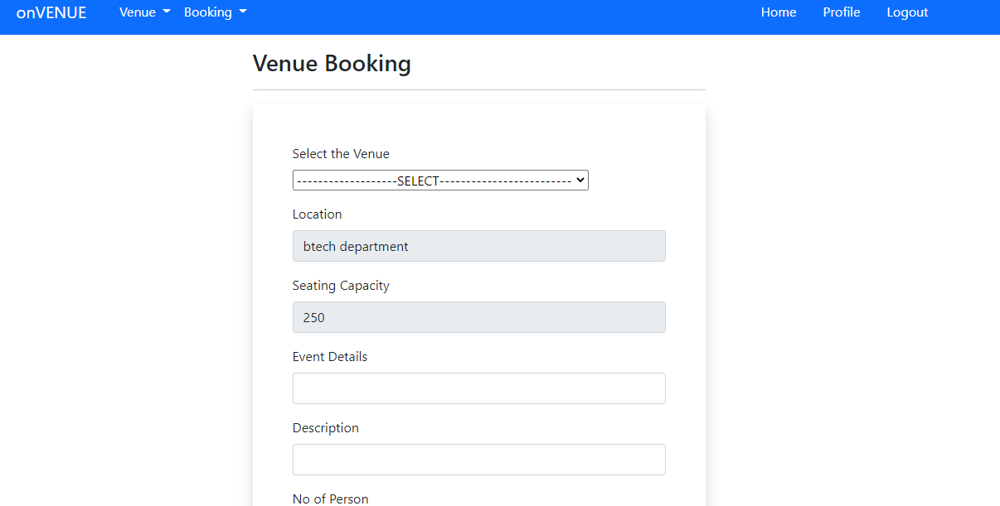 onVENUE Venue Booking Home Profile Logout
Venue Booking
Select the Venue
-------------------SELECT-------------------------
Location
btech department
Seating Capacity
250
Event Details
Description
No of Person